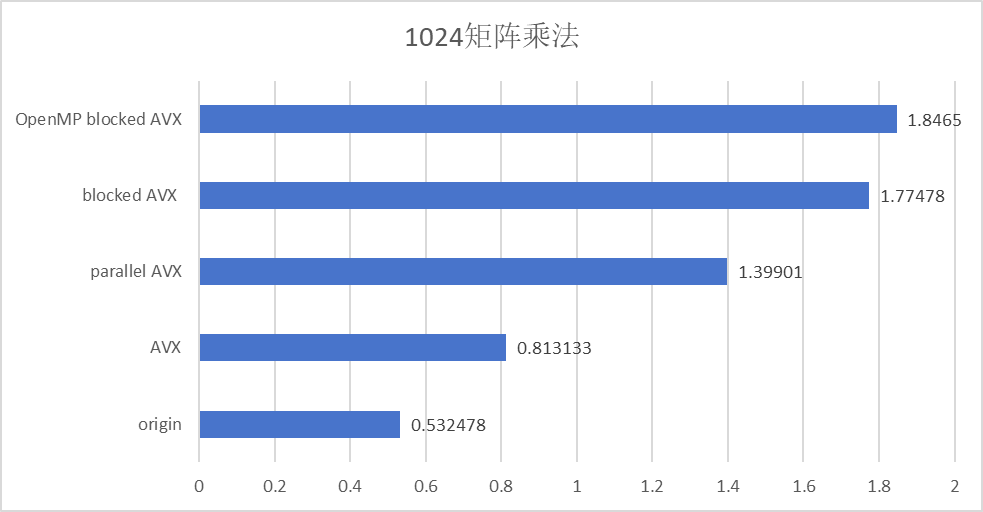 1024矩阵乘法
OpenMP blocked AVX 1.8465
blocked AVX 1.77478
parallel AVX 1.39901
AVX 0.813133
origin 0.532478
0 0.2 0.4 0.6 0.8 1 1.2 1.4 1.6 1.8 2